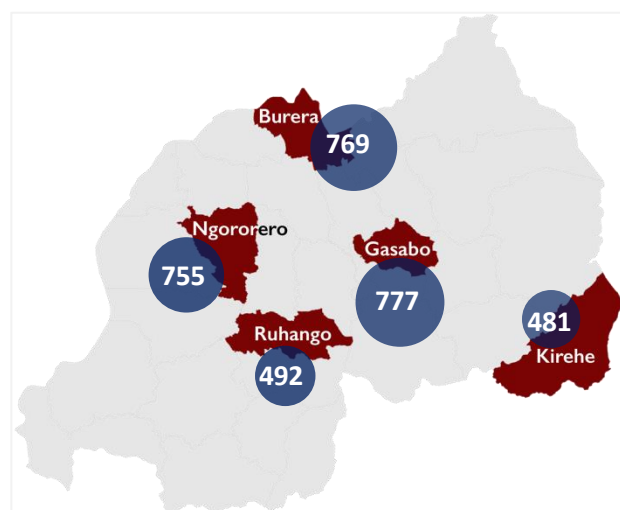 Burera
769
Ngororero
755
Gasabo
777
Ruhango
492
481
Kirehe